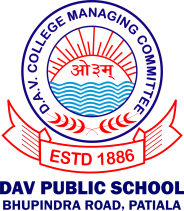 D.A.V. COLLEGE MANAGING COMMITTEE
ओ३म्
ESTD 1886
DAV PUBLIC SCHOOL
BHUPINDRA ROAD, PATIALA